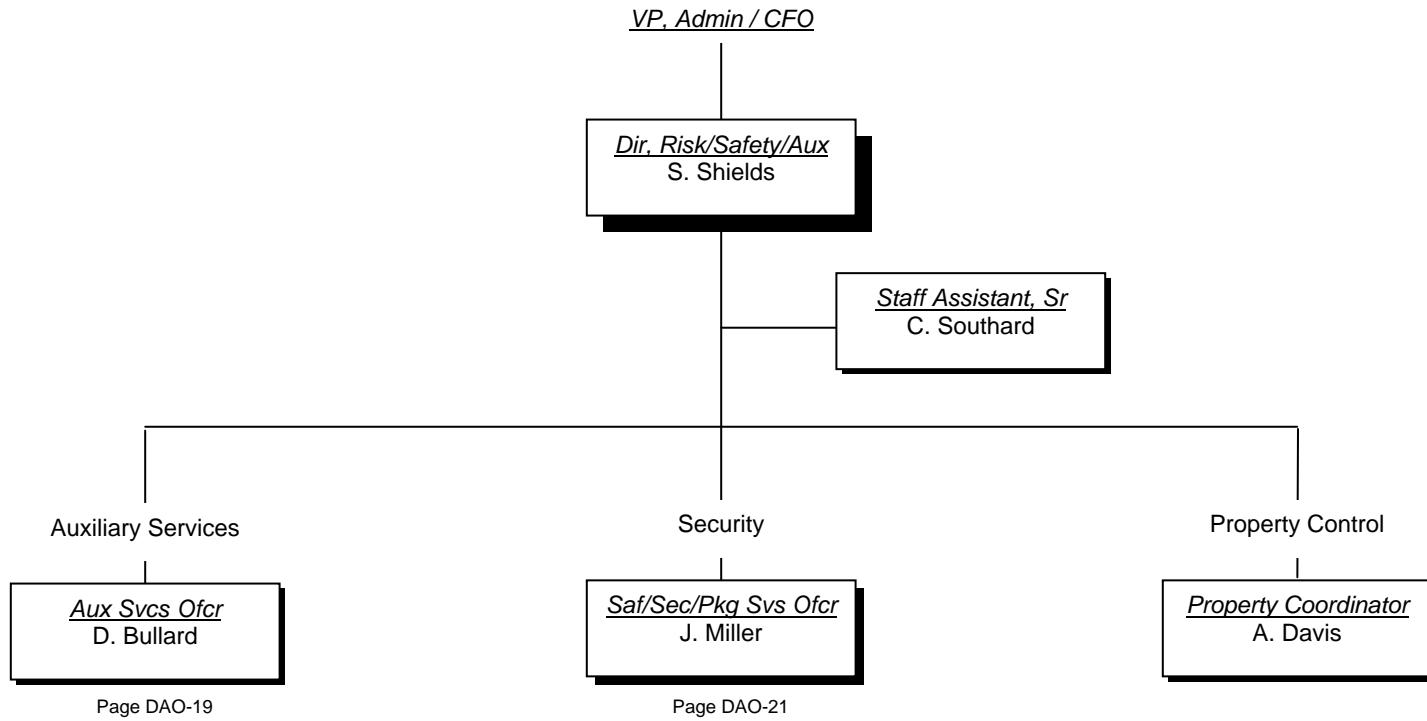 VP, Admin / CFO
Dir, Risk/Safety/Aux
S. Shields
Staff Assistant, Sr
C. Southard
Auxiliary Services
Security
Property Control
Aux Svcs Ofcr
D. Bullard
Saf/Sec/Pkg Svs Ofcr
J. Miller
Property Coordinator
A. Davis
Page DAO-19
Page DAO-21